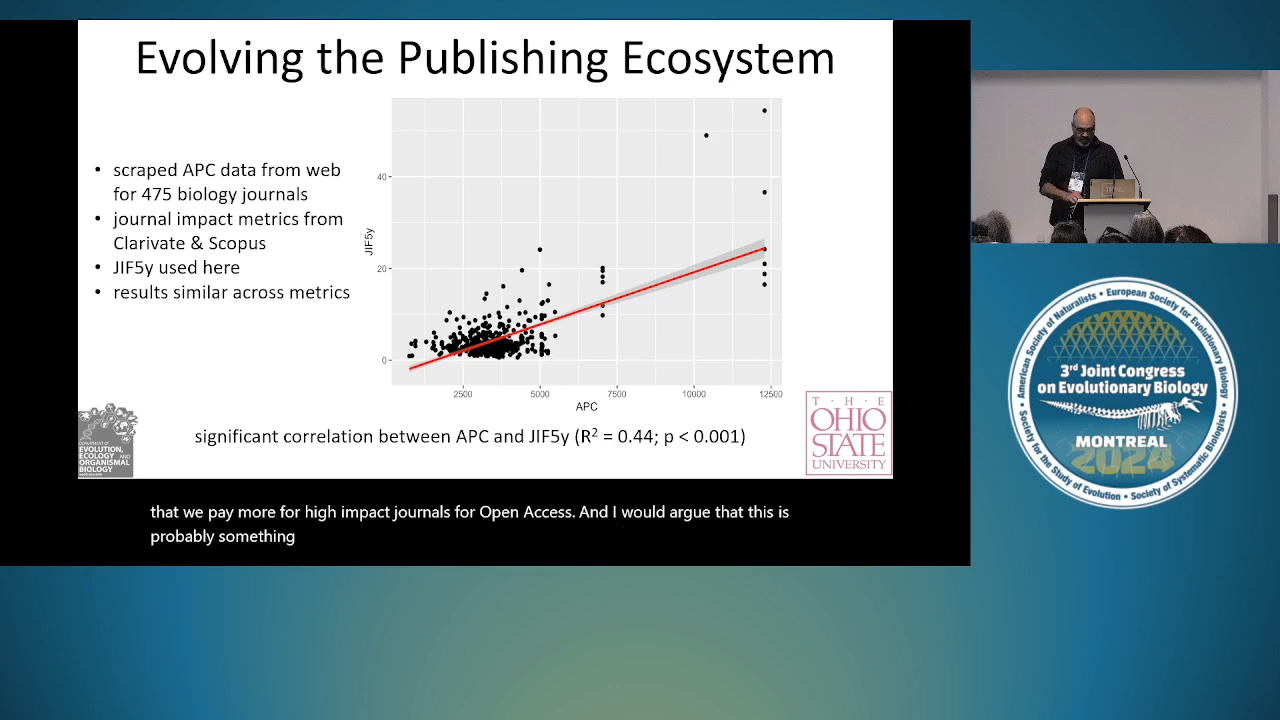 Evolving the Publishing Ecosystem
• scraped APC data from web
for 475 biology journals
• journal impact metrics from
Clarivate & Scopus
• JIF5y used here
• results similar across metrics
JIF5y
40
20
0
2500
5000
7500
10000
12500
APC
significant correlation between APC and JIF5y (R² = 0.44; p < 0.001)
DEPARTMENT OF
EVOLUTION,
ECOLOGY AND
ORGANISMAL
BIOLOGY
T · H · E
OHIO
STATE
UNIVERSITY
that we pay more for high impact journals for Open Access. And I would argue that this is
probably something
American Society of Naturalists • European Society for Evolutionary Biology •
Society for the Study of Evolution • Society of Systematic Biologists •
3rd Joint Congress
on Evolutionary Biology
MONTREAL
2024